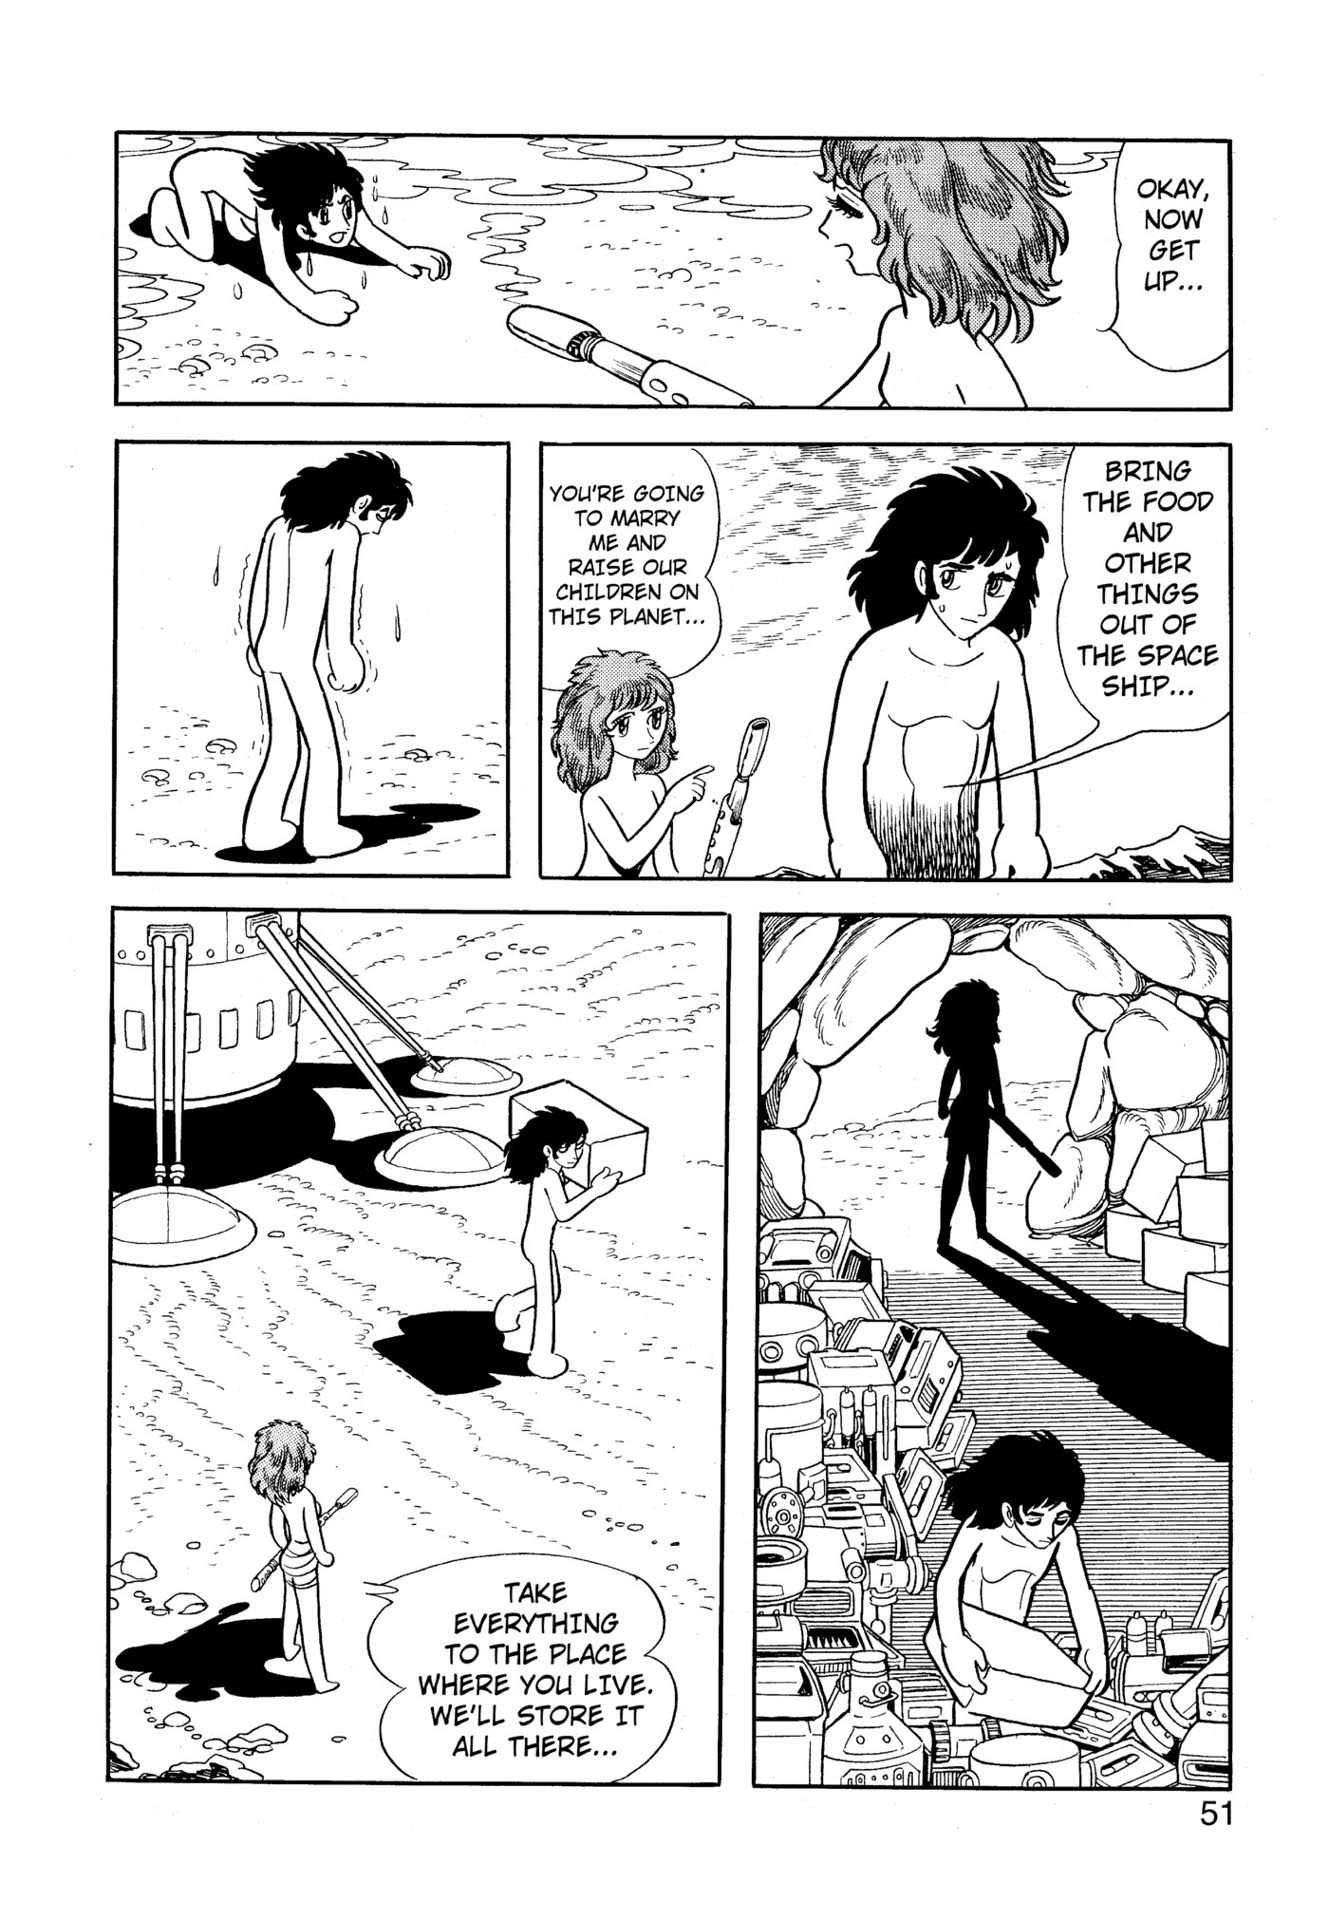 OKAY,
NOW
GET
UP...
YOU'RE GOING
TO MARRY
ME AND
RAISE OUR
CHILDREN ON
THIS PLANET...
BRING
THE FOOD
AND
OTHER
THINGS
OUT OF
THE SPACE
SHIP...
TAKE
EVERYTHING
TO THE PLACE
WHERE YOU LIVE.
WE'LL STORE IT
ALL THERE...
51